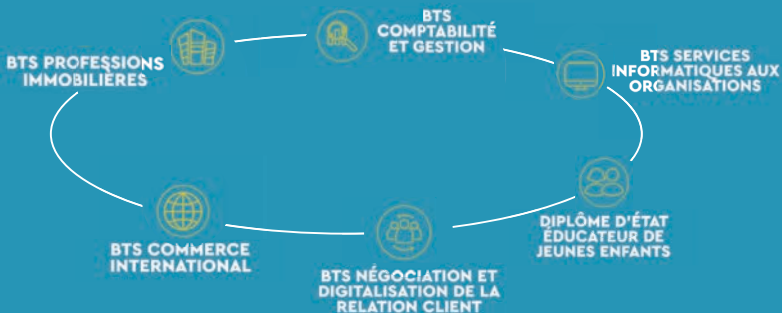 BTS
COMPTABILITÉ
ET GESTION
BTS PROFESSIONS
IMMOBILIÈRES
BTS SERVICES
INFORMATIQUES AUX
ORGANISATIONS
DIPLÔME D'ÉTAT
ÉDUCATEUR DE
JEUNES ENFANTS
BTS COMMERCE
INTERNATIONAL
BTS NÉGOCIATION ET
DIGITALISATION DE LA
RELATION CLIENT